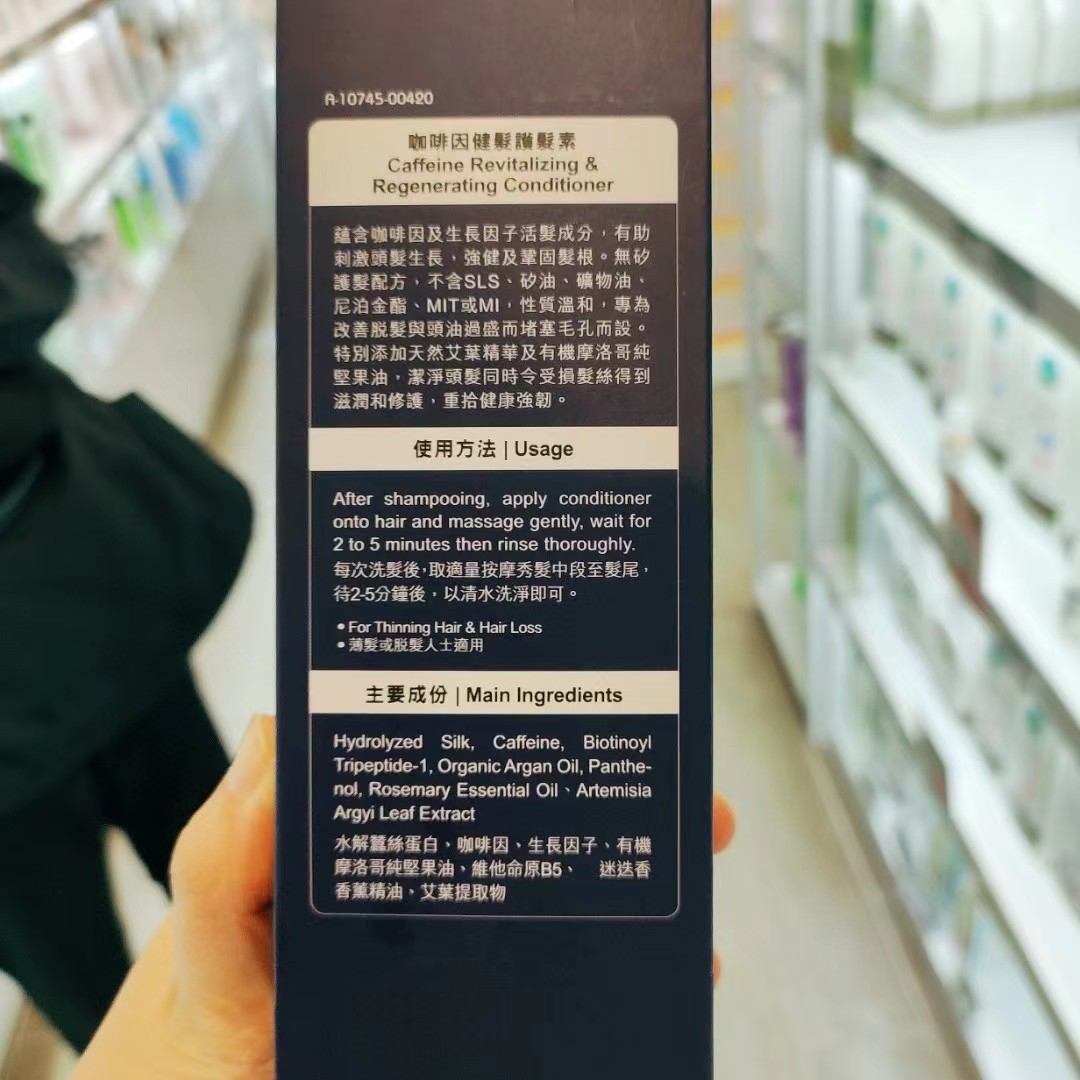 A-10745-00420
咖啡因健髮護髮素
Caffeine Revitalizing &
Regenerating Conditioner
蘊含咖啡因及生長因子活髮成分，有助
刺激頭髮生長、強健及鞏固髮根。無矽
護髮配方，不含SLS、矽油、礦物油、
尼泊金酯、MIT或MI，性質溫和，專為
改善脫髮與頭油過盛而堵塞毛孔而設。
特別添加天然艾葉精華及有機摩洛哥純
堅果油，潔淨頭髮同時令受損髮絲得到
滋潤和修護，重拾健康強韌。
使用方法 | Usage
After shampooing, apply conditioner
onto hair and massage gently, wait for
2 to 5 minutes then rinse thoroughly.
每次洗髮後，取適量按摩秀髮中段至髮尾，
待2-5分鐘後，以清水洗淨即可。
• For Thinning Hair & Hair Loss
• 薄髮或脫髮人士適用
主要成份 | Main Ingredients
Hydrolyzed Silk, Caffeine, Biotinoyl
Tripeptide-1, Organic Argan Oil, Panthe-
nol, Rosemary Essential Oil、Artemisia
Argyi Leaf Extract
水解蠶絲蛋白、咖啡因、生長因子、有機
摩洛哥純堅果油、維他命原B5、 迷迭香
香薰精油、艾葉提取物